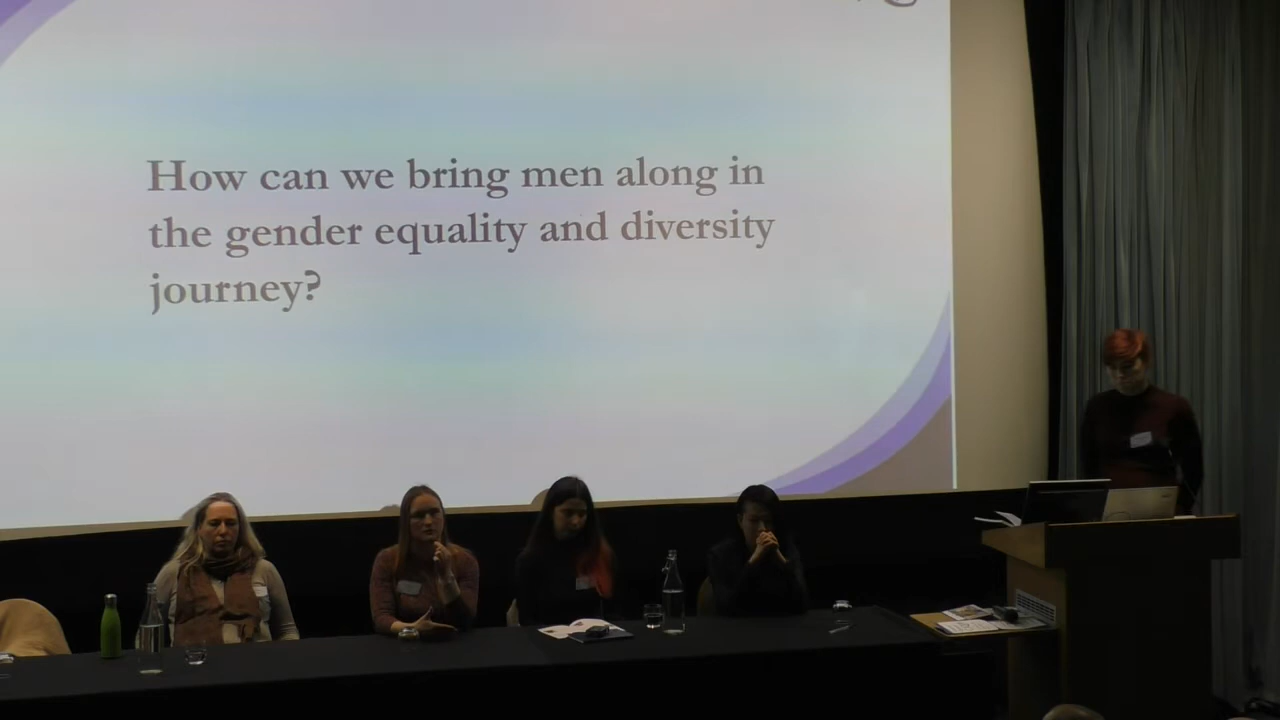 How can we bring men along in
the gender equality and diversity
journey?